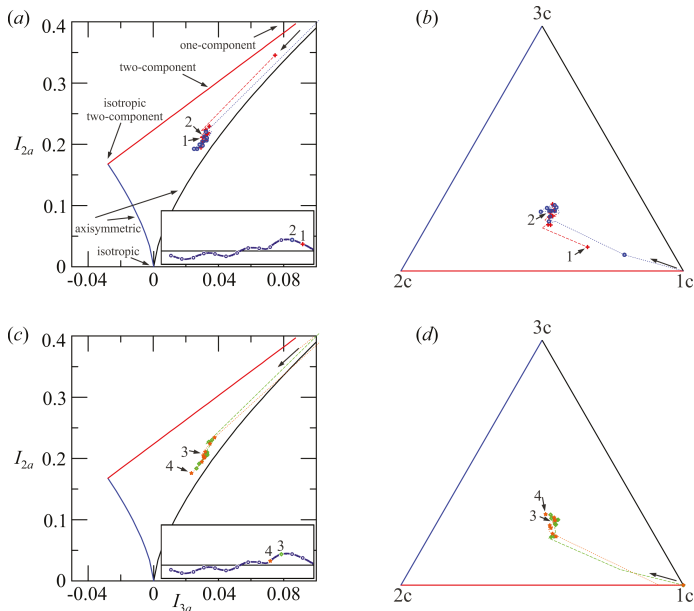 (a)
0.4
0.3
I2a
0.2
0.1
0
-0.04
0
0.04
0.08
one-component
two-component
isotropic
two-component
axisymmetric
isotropic
2
1
2
1
(b)
3c
2
1
2c
1c
(c)
0.4
0.3
I2a
0.2
0.1
0
-0.04
0
0.04
0.08
I3a
3
4
4
3
(d)
3c
4
3
2c
1c